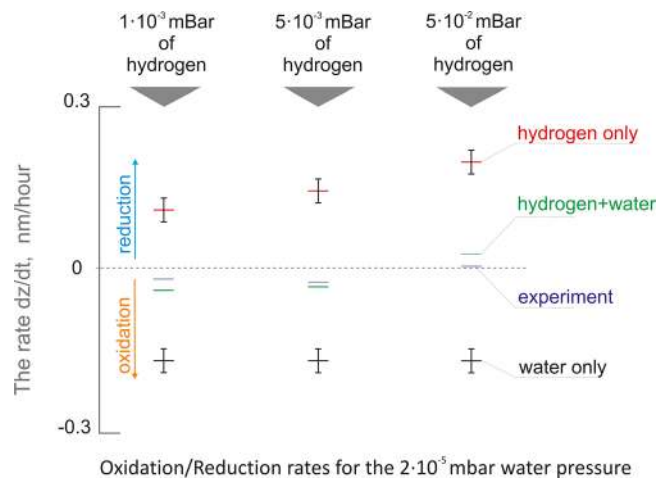 1·10⁻³ mBar 5·10⁻³ mBar 5·10⁻² mBar
of of of
hydrogen hydrogen hydrogen
0.3
hydrogen only
reduction
hydrogen+water
The rate dz/dt, nm/hour
0
experiment
oxidation
water only
-0.3
Oxidation/Reduction rates for the 2·10⁻⁵ mbar water pressure